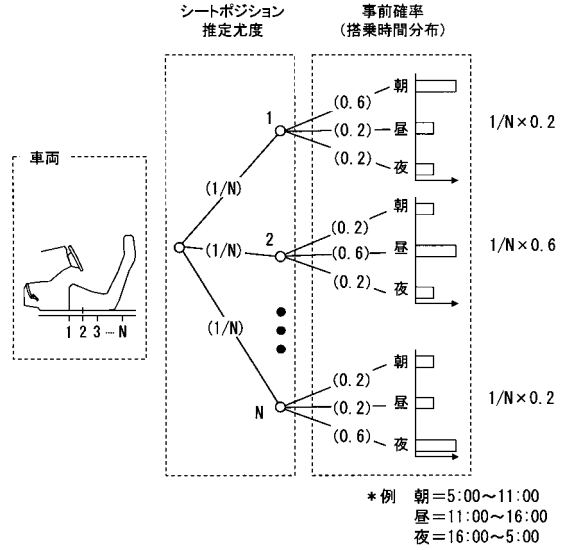 シートポジション
推定尤度
事前確率
(搭乗時間分布)
車両
1 2 3 … N
(1/N)
(1/N)
(1/N)
1
(0.6)
(0.2)
(0.2)
朝
昼
夜
1/N×0.2
2
(0.2)
(0.6)
(0.2)
朝
昼
夜
1/N×0.6
N
(0.2)
(0.2)
(0.6)
朝
昼
夜
1/N×0.2
*例 朝=5:00~11:00
昼=11:00~16:00
夜=16:00~5:00